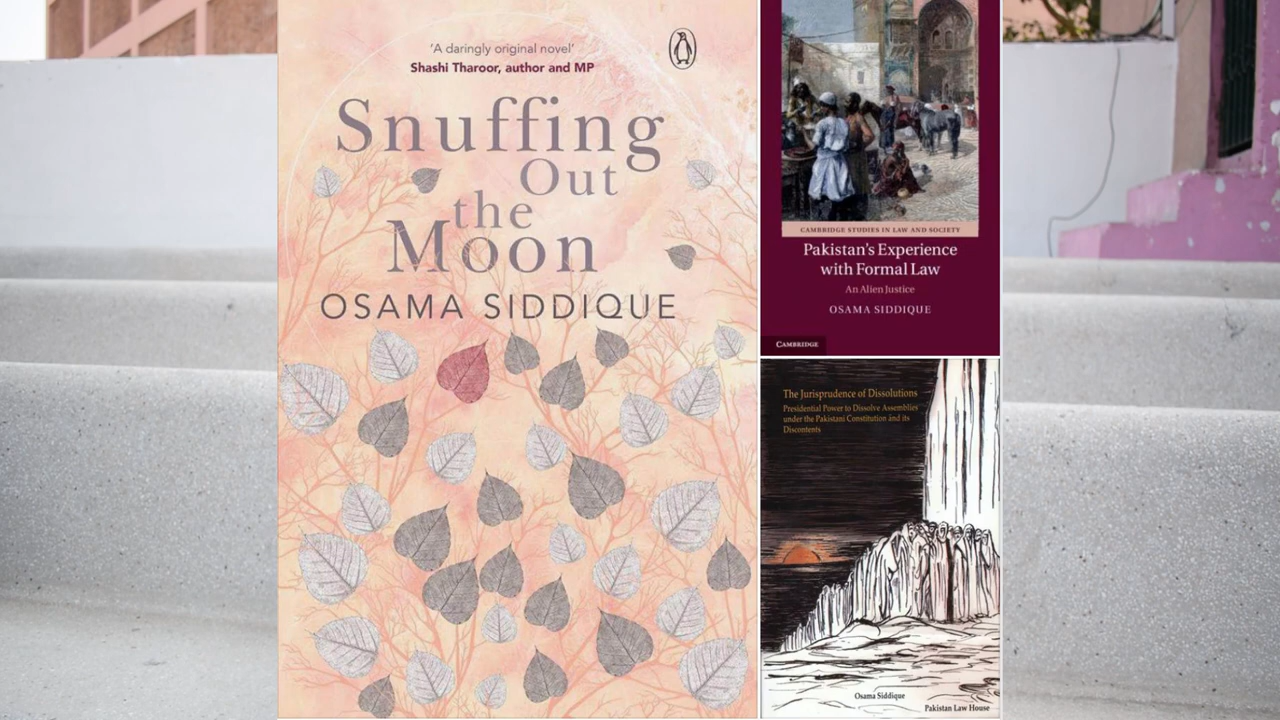 'A daringly original novel'
Shashi Tharoor, author and MP
Snuffing
Out
the
Moon
OSAMA SIDDIQUE
CAMBRIDGE STUDIES IN LAW AND SOCIETY
Pakistan's Experience
with Formal Law
An Alien Justice
OSAMA SIDDIQUE
CAMBRIDGE
The Jurisprudence of Dissolutions
Presidential Power to Dissolve Assemblies
under the Pakistani Constitution and its
Discontents
Osama Siddique
Pakistan Law House